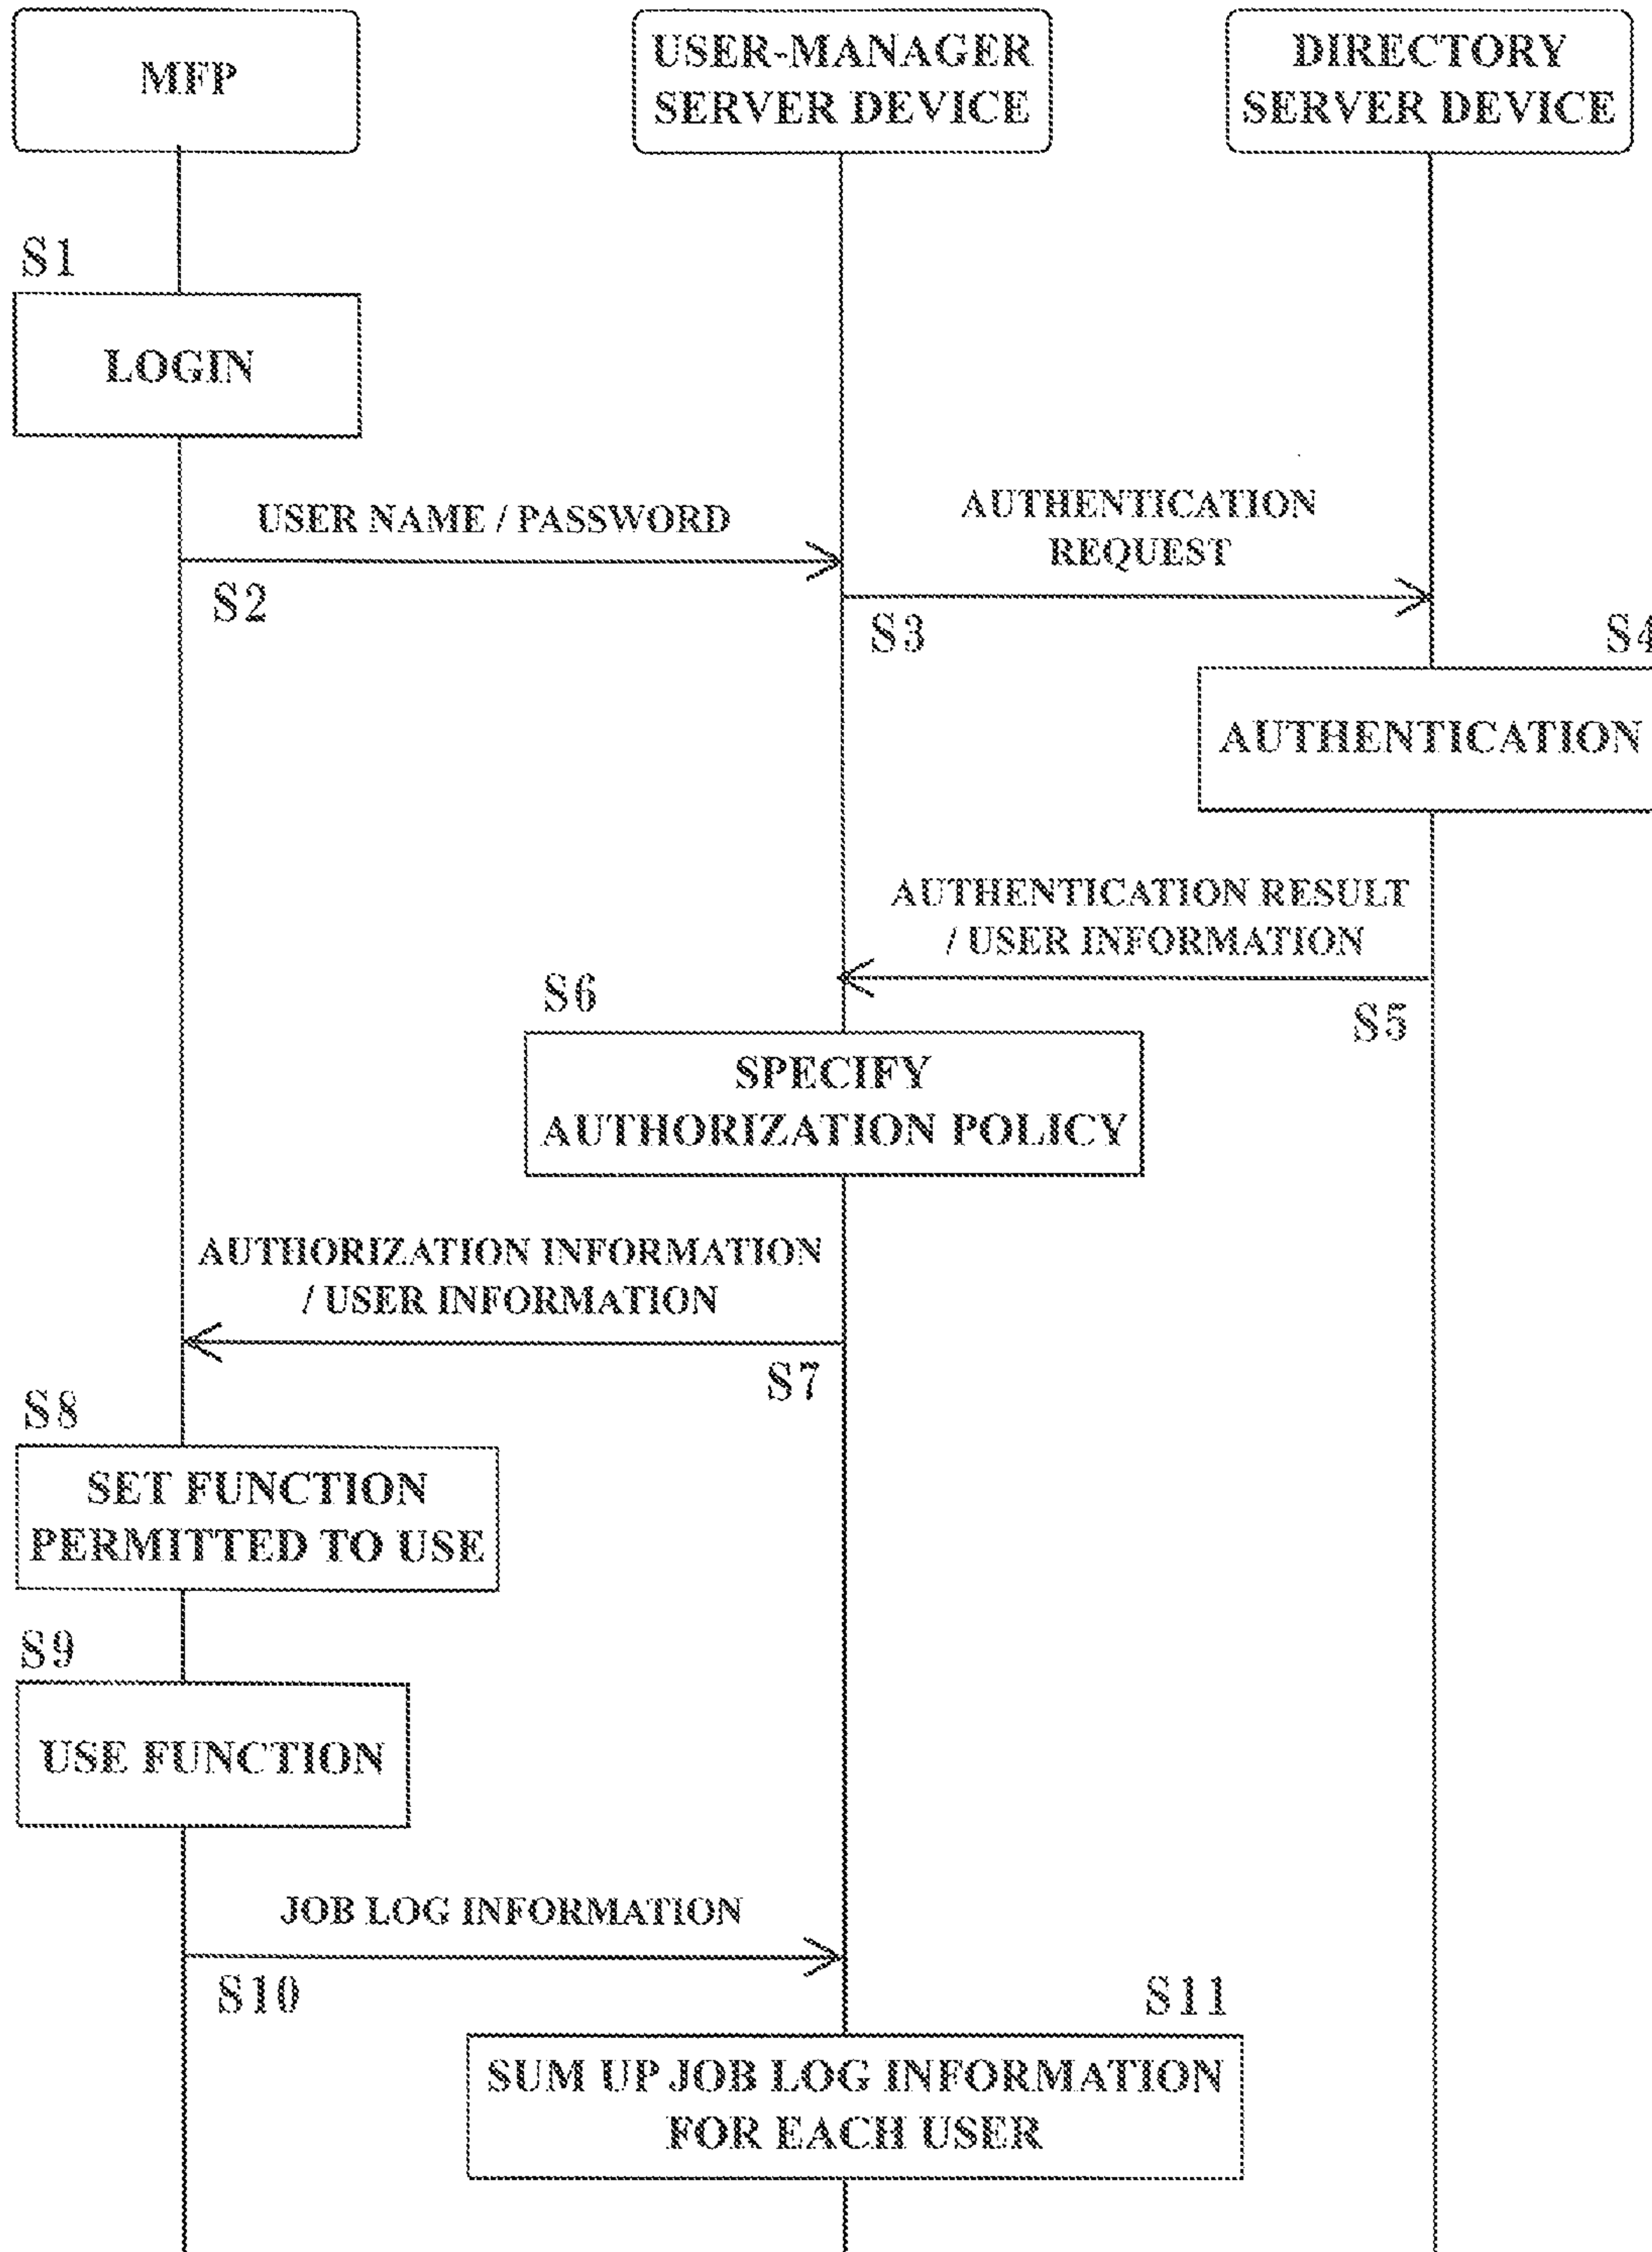 MFP
USER-MANAGER
SERVER DEVICE
DIRECTORY
SERVER DEVICE
S1
LOGIN
USER NAME / PASSWORD
S2
AUTHENTICATION
REQUEST
S3
S4
AUTHENTICATION
AUTHENTICATION RESULT
/ USER INFORMATION
S5
S6
SPECIFY
AUTHORIZATION POLICY
AUTHORIZATION INFORMATION
/ USER INFORMATION
S7
S8
SET FUNCTION
PERMITTED TO USE
S9
USE FUNCTION
JOB LOG INFORMATION
S10
S11
SUM UP JOB LOG INFORMATION
FOR EACH USER